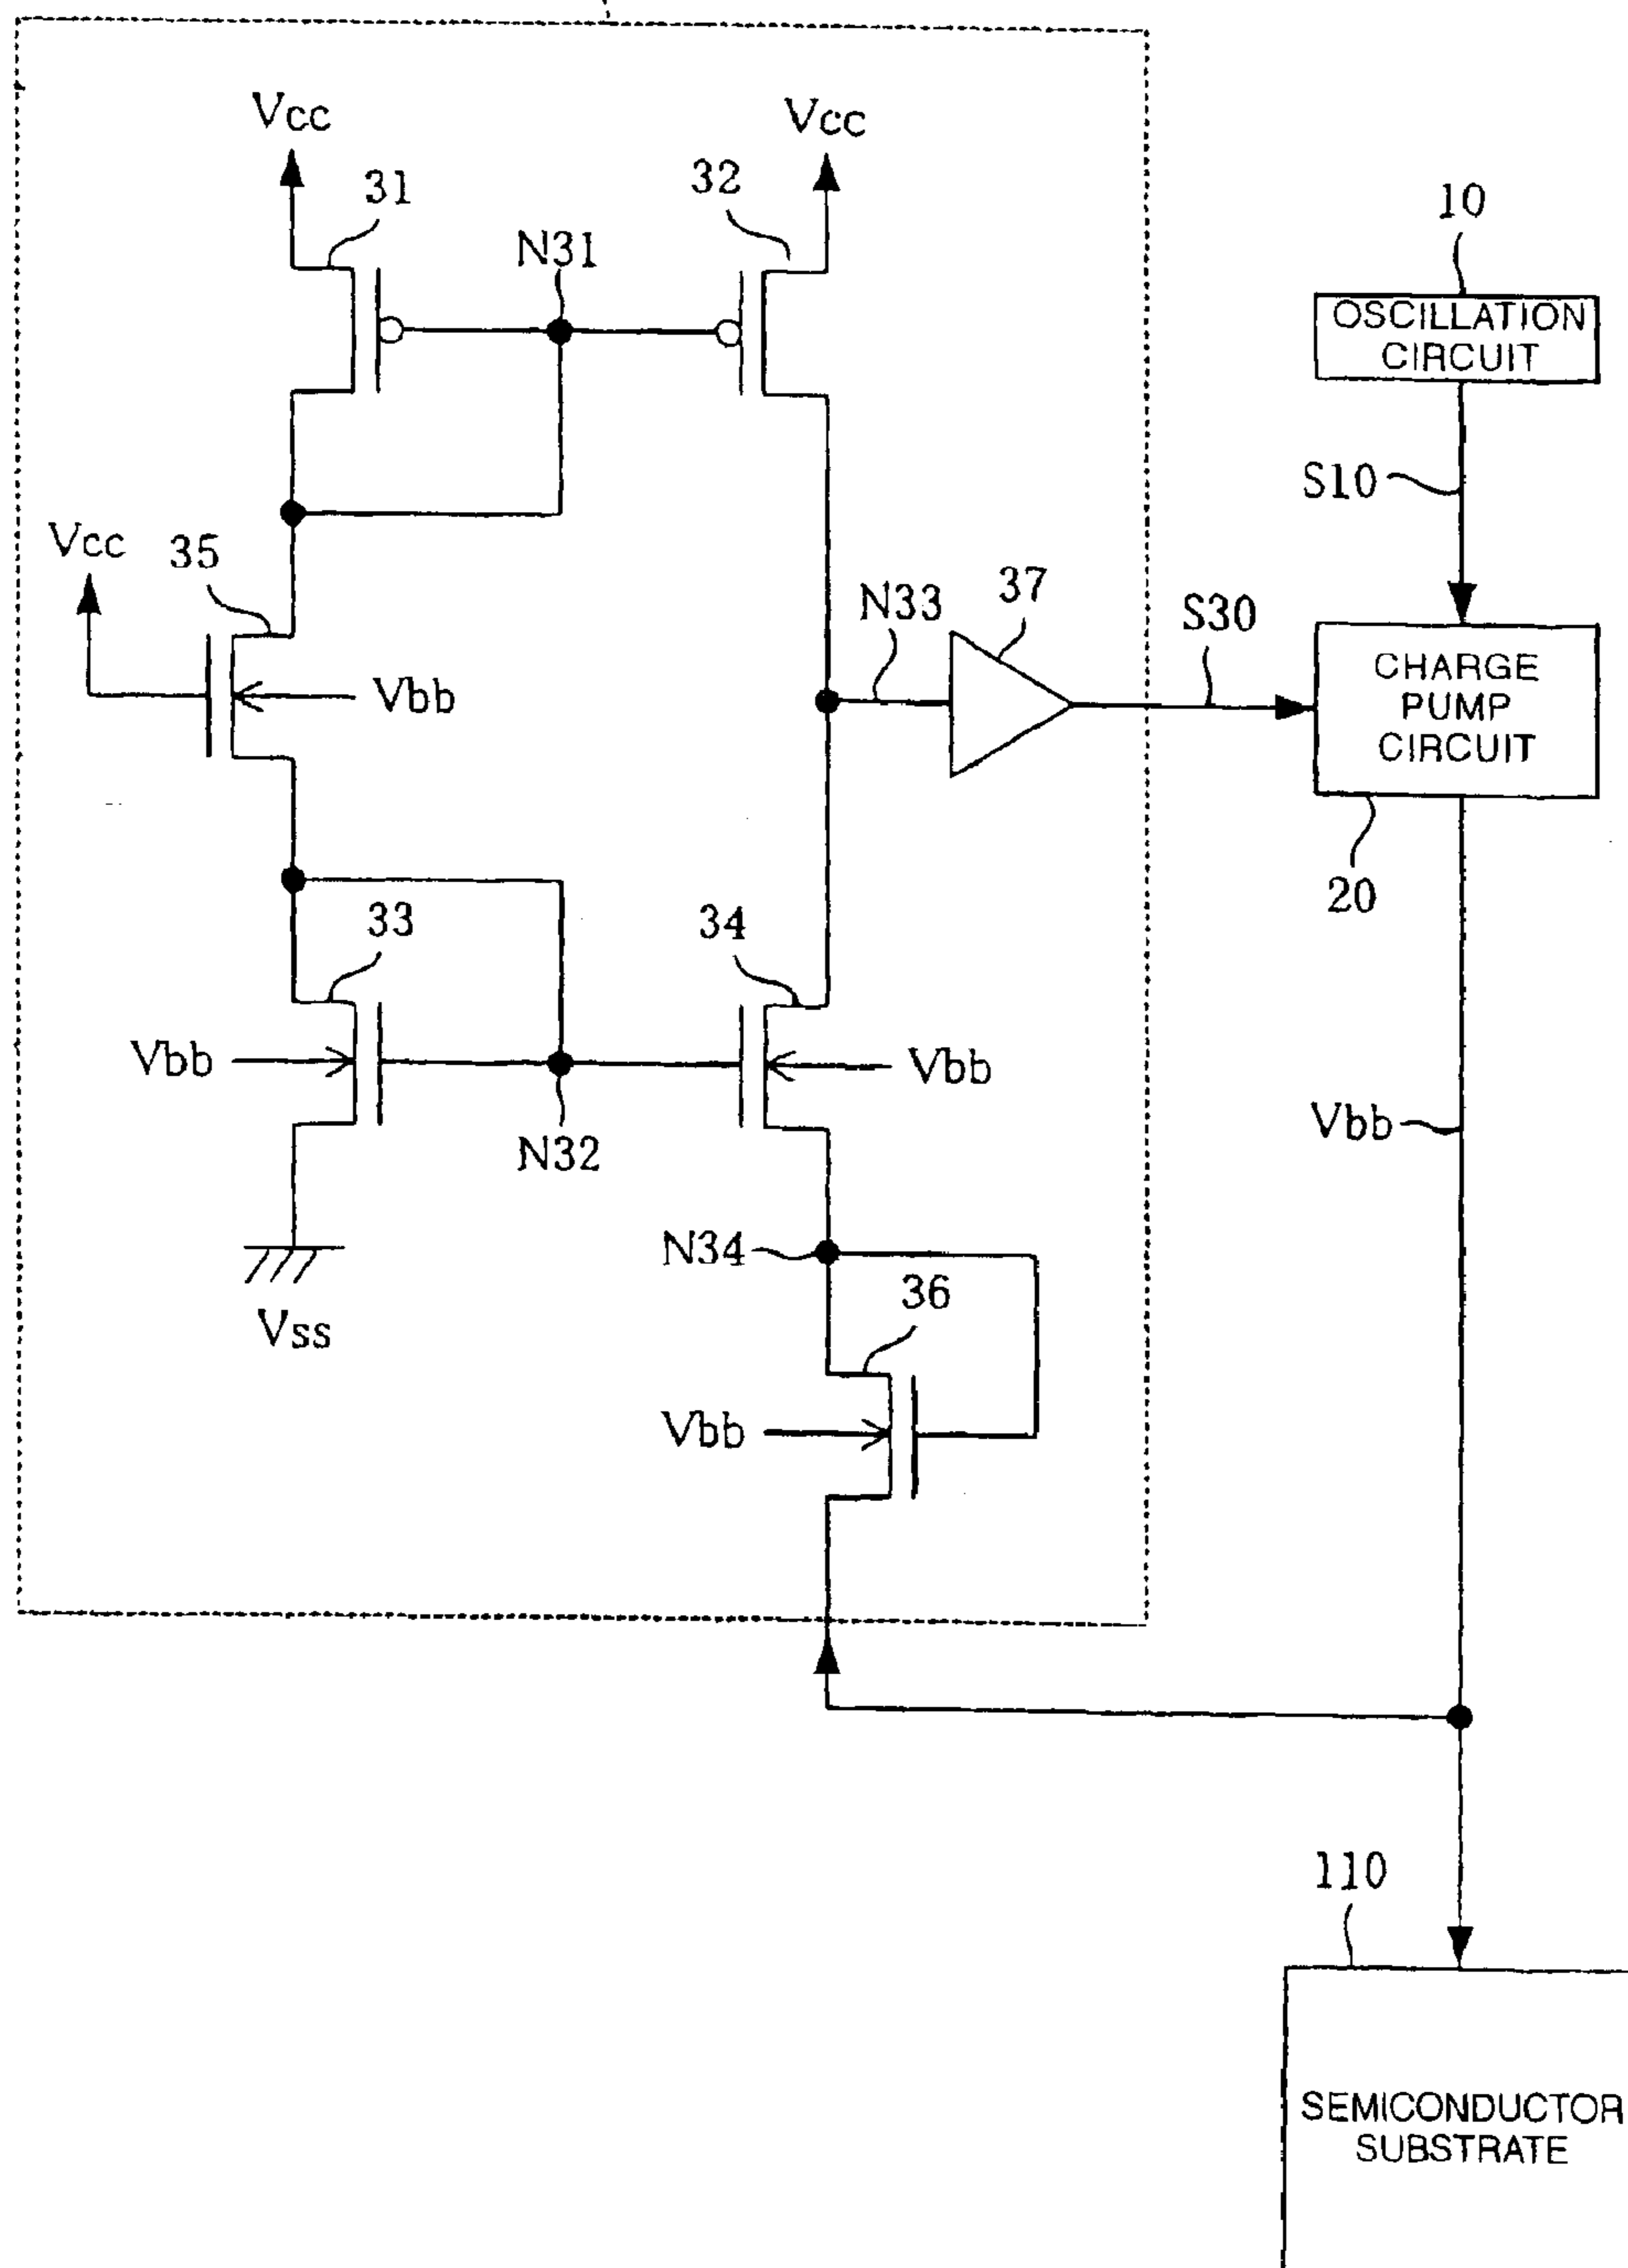 Vcc
Vcc
31
32
N31
10
OSCILLATION
CIRCUIT
S10
Vcc
35
N33
37
S30
Vbb
CHARGE
PUMP
CIRCUIT
20
33
34
Vbb
Vbb
N32
Vbb
N34
36
Vss
Vbb
110
SEMICONDUCTOR
SUBSTRATE